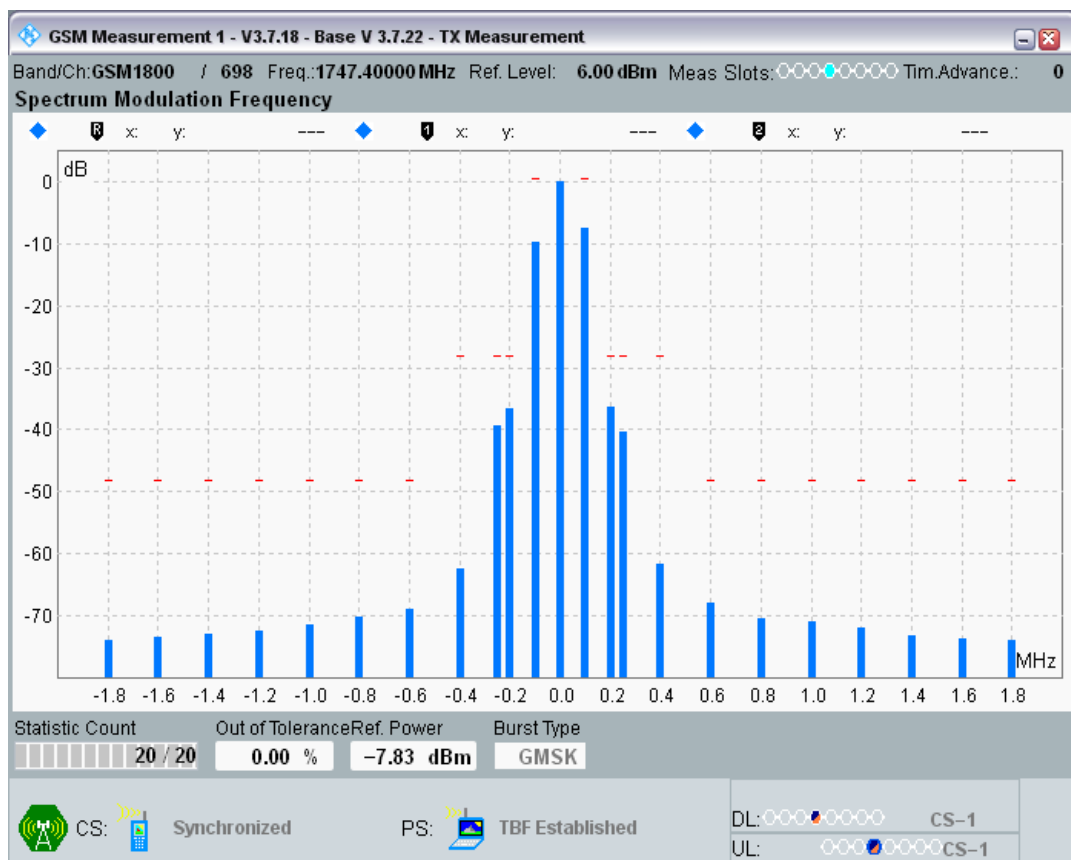 GSM Measurement 1 - V3.7.18 - Base V 3.7.22 - TX Measurement
Band/Ch:GSM1800 / 698 Freq.:1747.40000 MHz Ref. Level: 6.00 dBm Meas Slots: Tim.Advance.: 0
Spectrum Modulation Frequency
R x: y: --- 1 x: y: --- 2 x: y: ---
dB
0
-10
-20
-30
-40
-50
-60
-70
MHz
-1.8 -1.6 -1.4 -1.2 -1.0 -0.8 -0.6 -0.4 -0.2 0.0 0.2 0.4 0.6 0.8 1.0 1.2 1.4 1.6 1.8
Statistic Count Out of Tolerance Ref. Power Burst Type
20 / 20 0.00 % −7.83 dBm GMSK
CS: Synchronized PS: TBF Established DL: CS−1
UL: CS−1